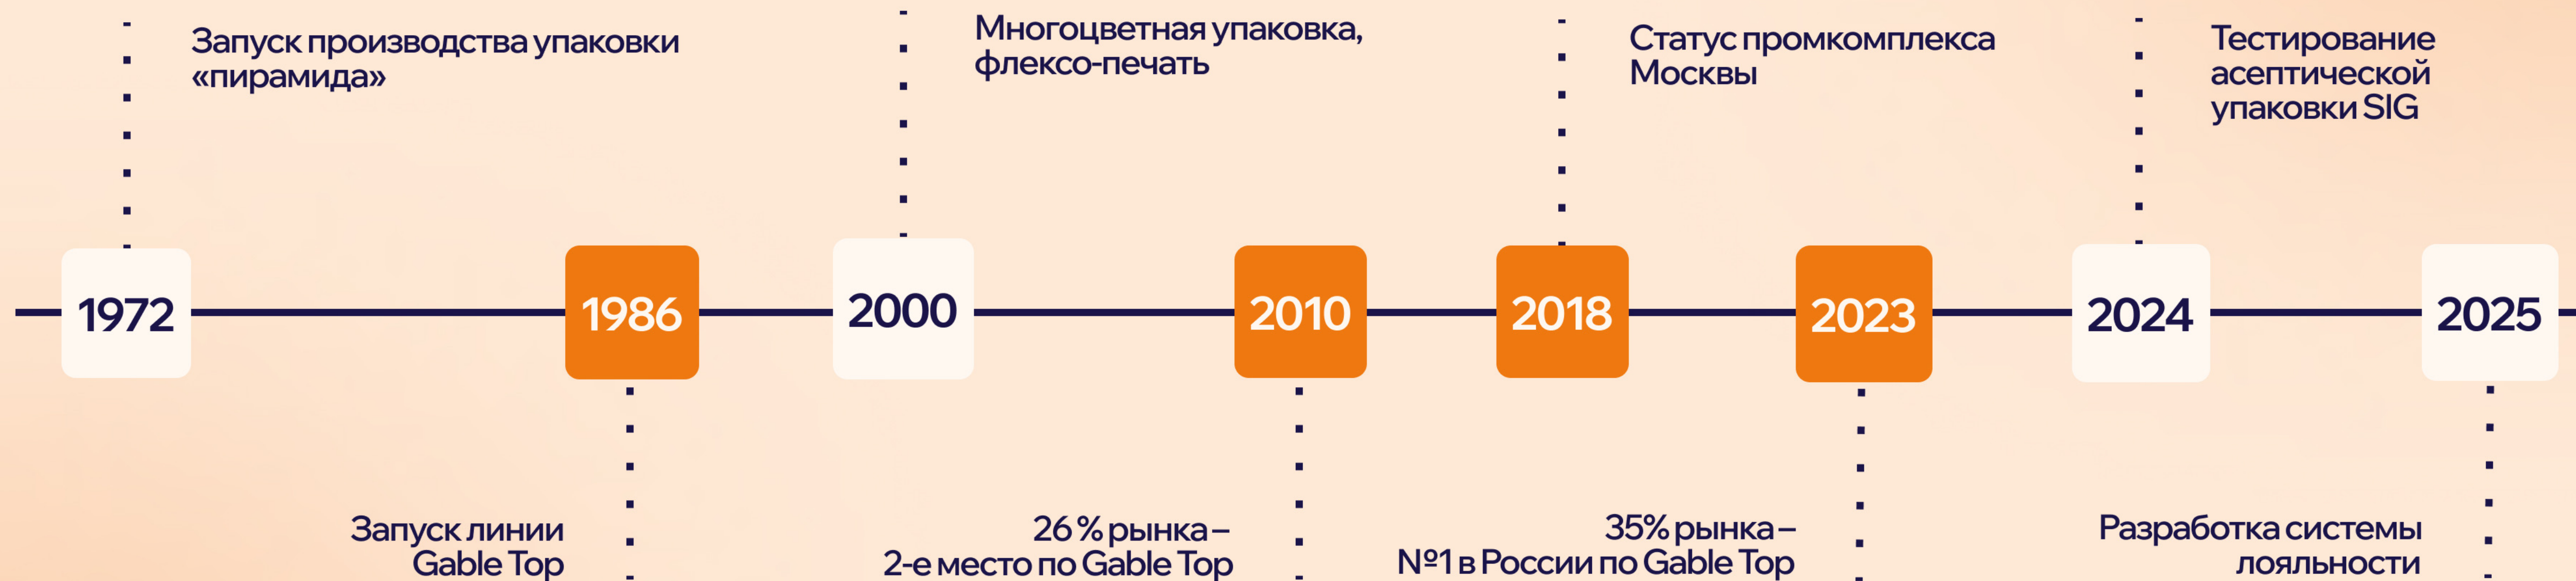 Запуск производства упаковки
«пирамида»
Многоцветная упаковка,
флексо-печать
Статус промкомплекса
Москвы
Тестирование
асептической
упаковки SIG
1972
1986
2000
2010
2018
2023
2024
2025
Запуск линии
Gable Top
26 % рынка –
2-е место по Gable Top
35% рынка –
№1 в России по Gable Top
Разработка системы
лояльности